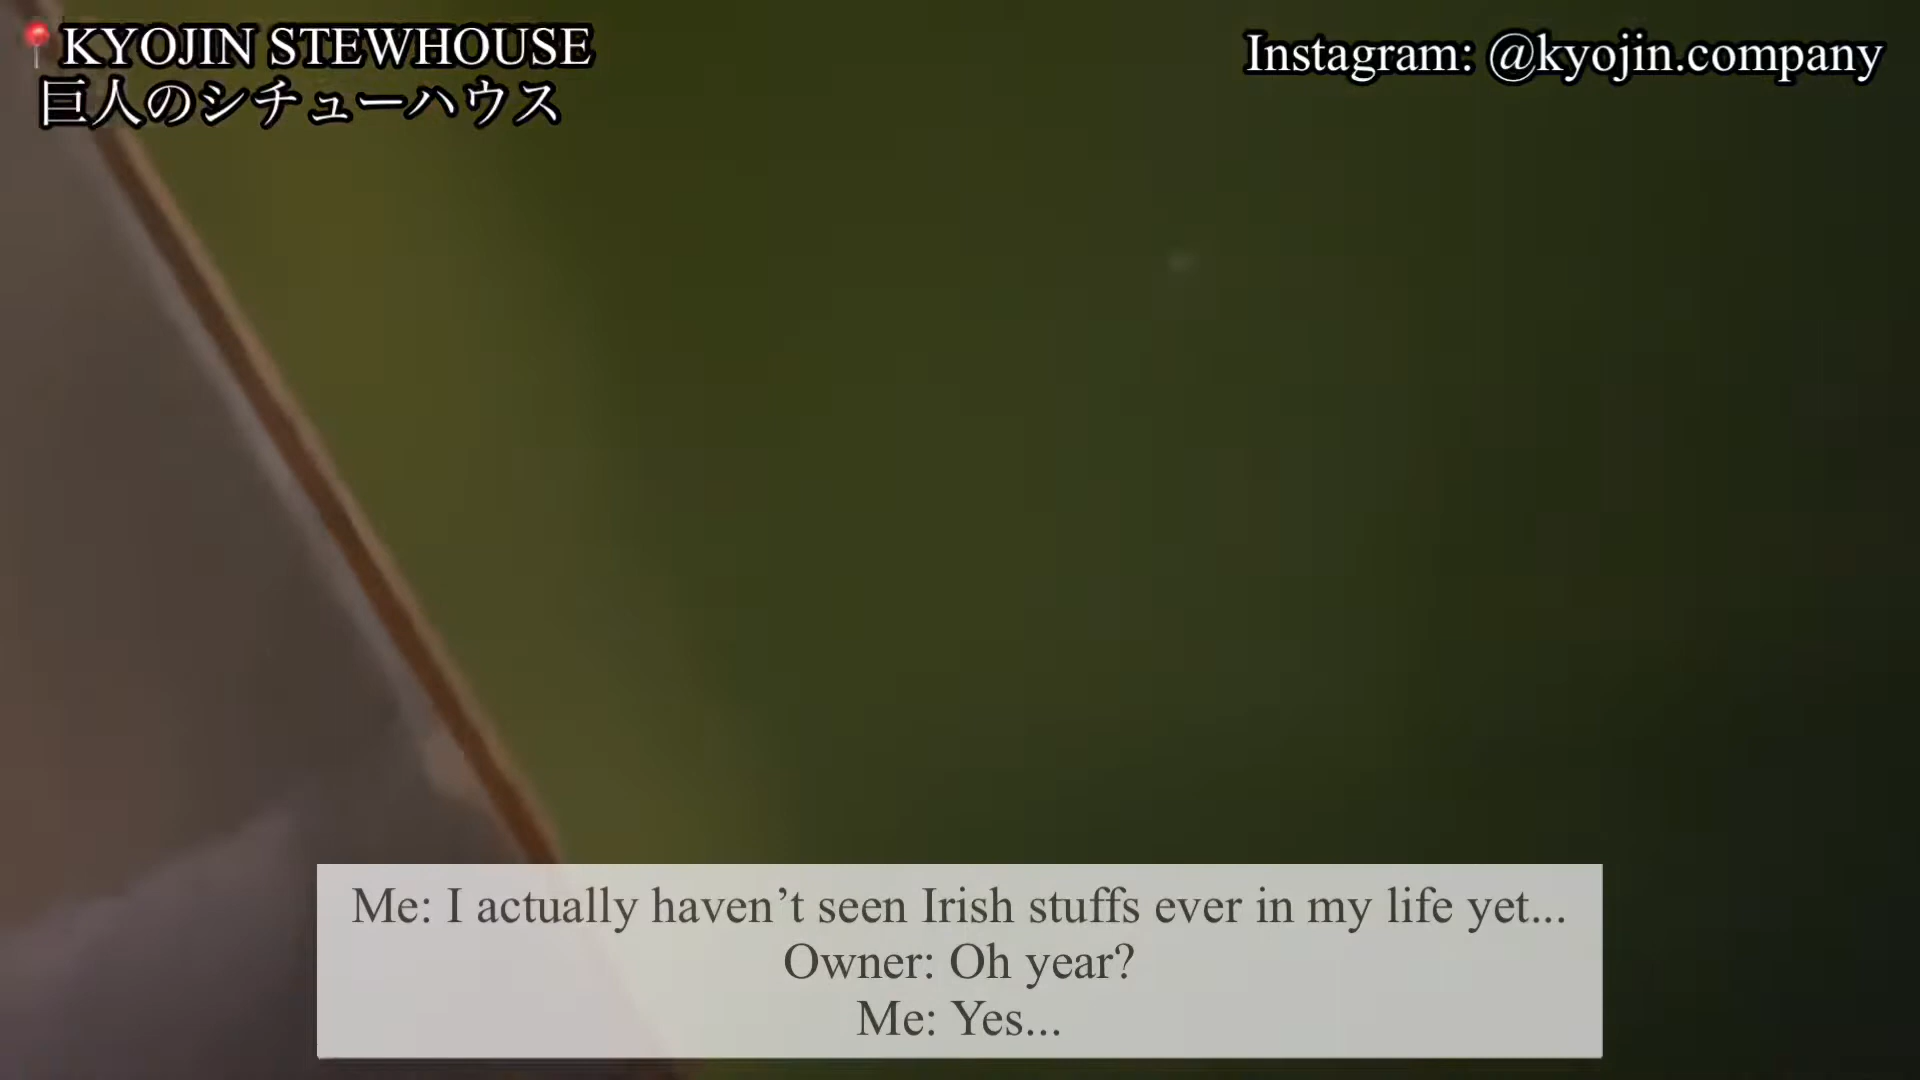 📍KYOJIN STEWHOUSE
巨人のシチューハウス
Instagram: @kyojin.company
Me: I actually haven’t seen Irish stuffs ever in my life yet...
Owner: Oh year?
Me: Yes...